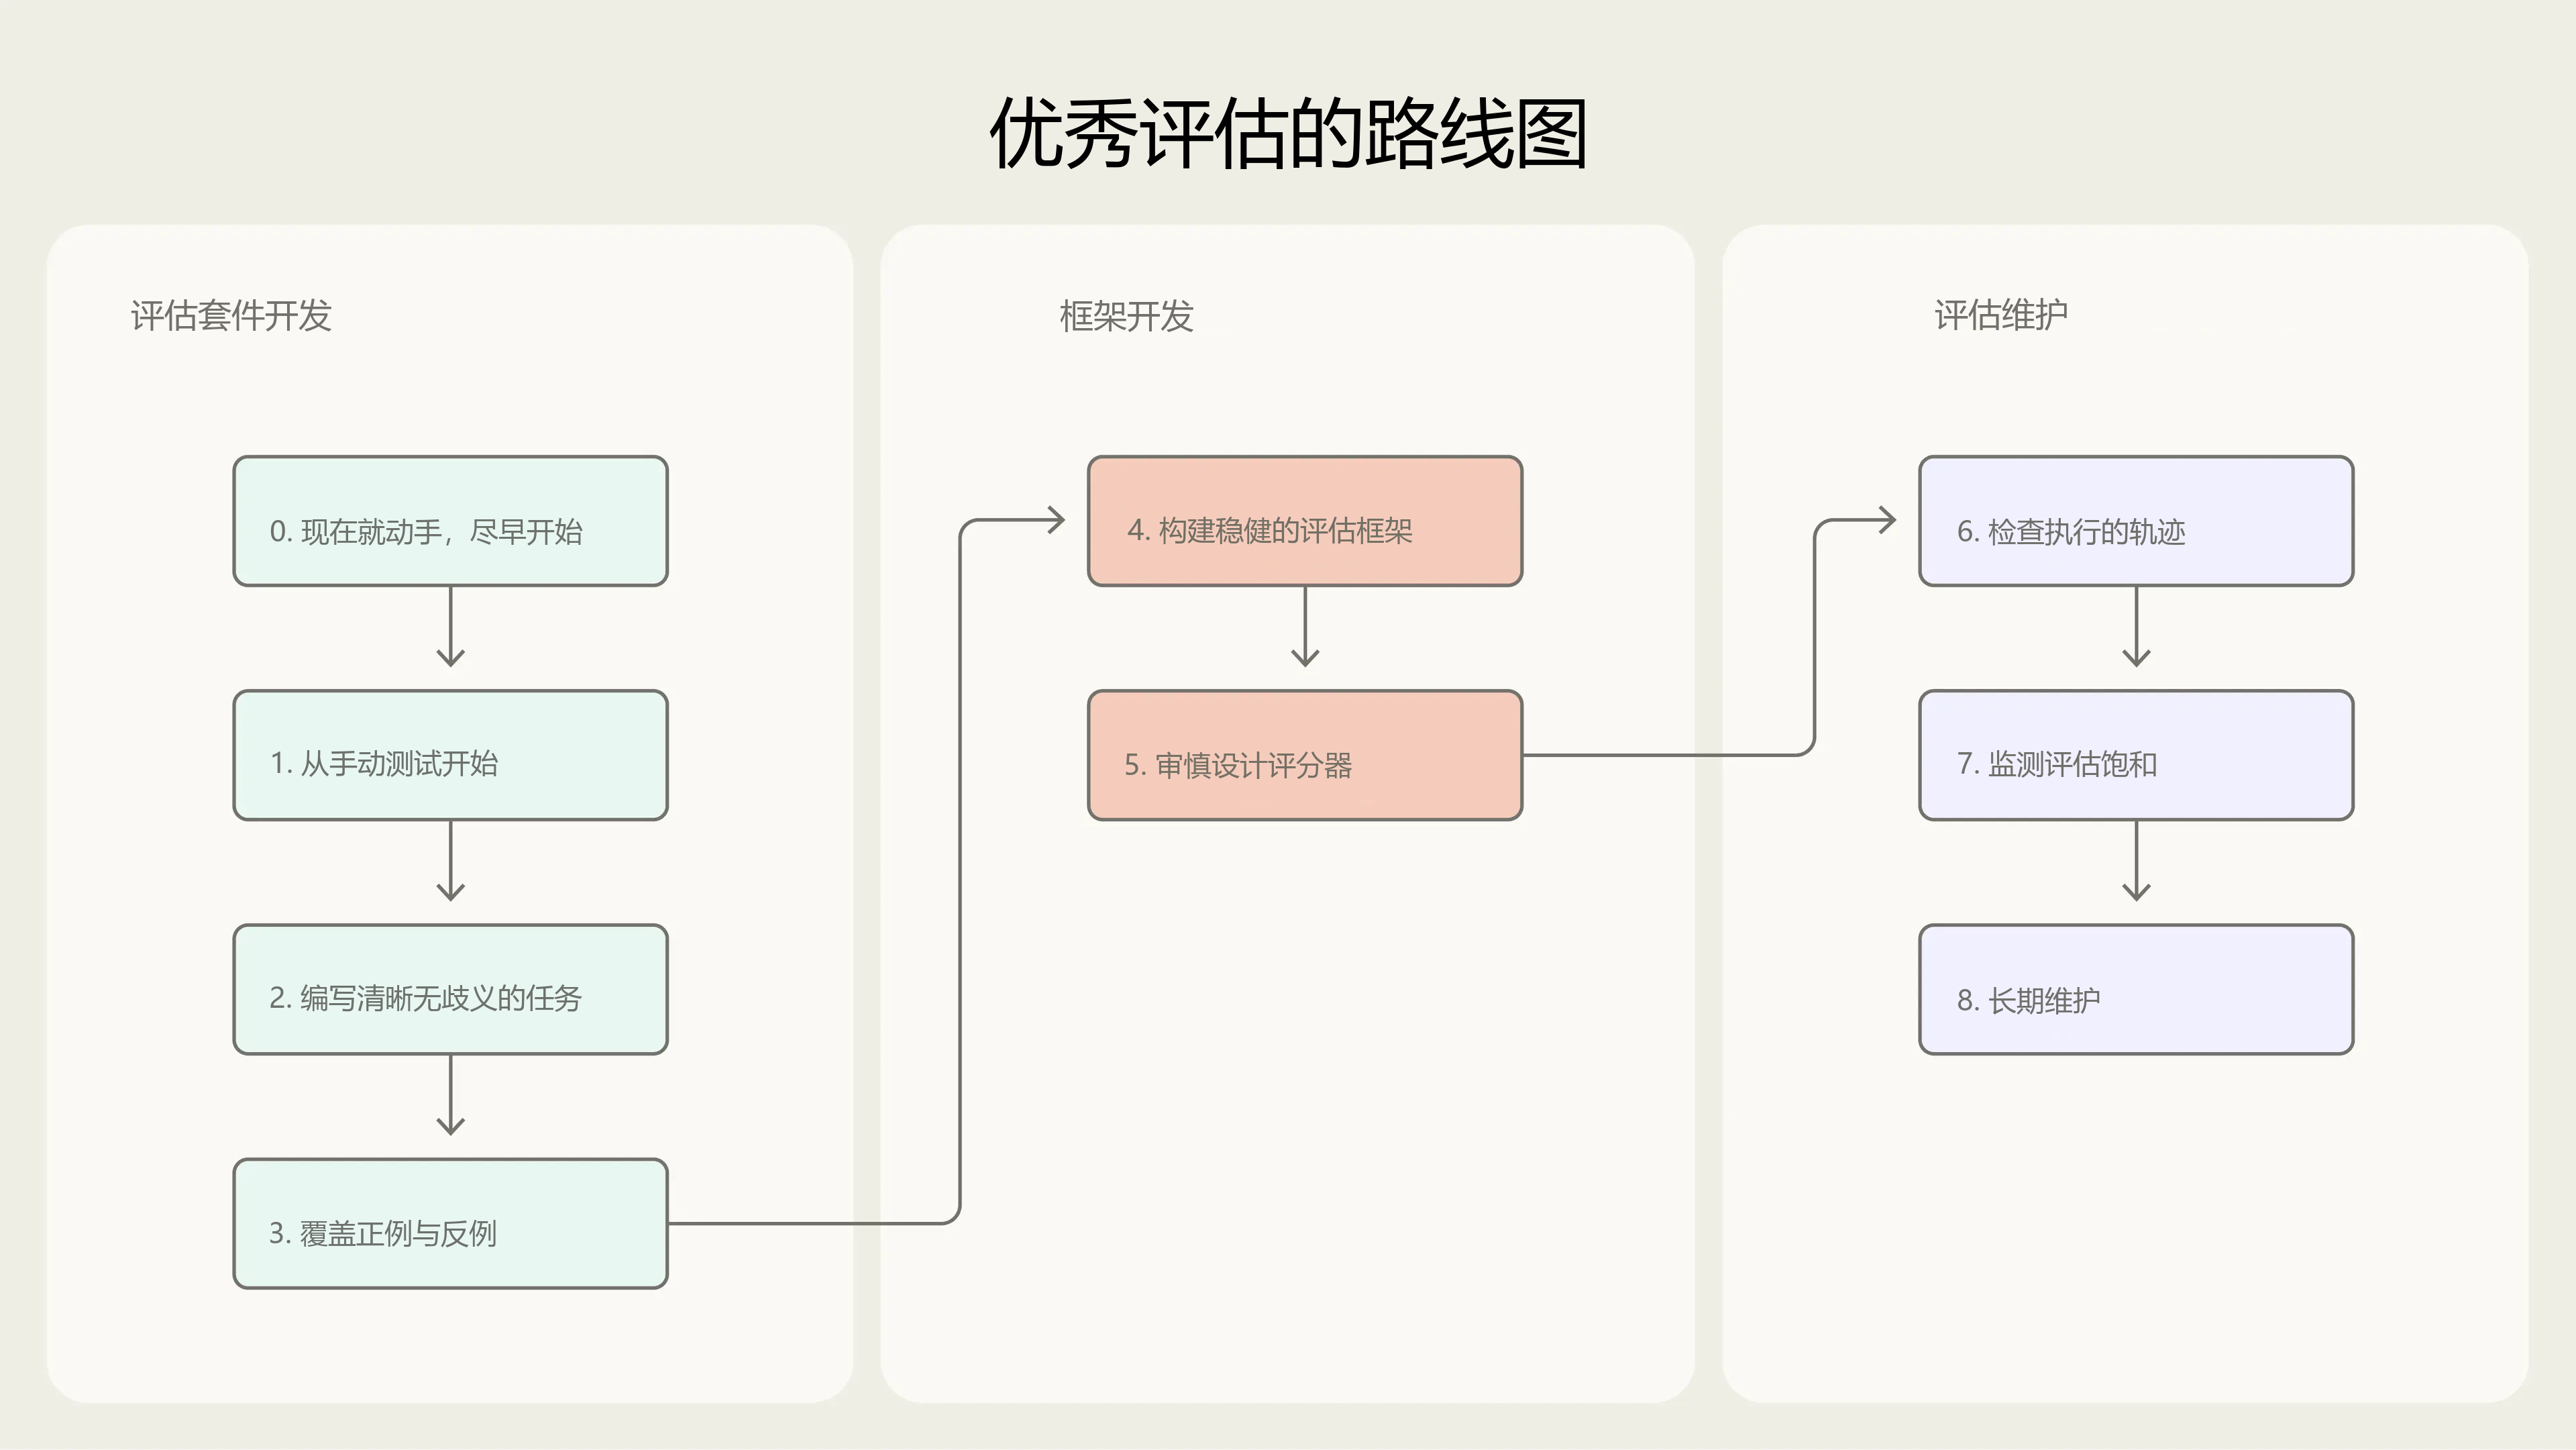 优秀评估的路线图
评估套件开发
0. 现在就动手，尽早开始
1. 从手动测试开始
2. 编写清晰无歧义的任务
3. 覆盖正例与反例
框架开发
4. 构建稳健的评估框架
5. 审慎设计评分器
评估维护
6. 检查执行的轨迹
7. 监测评估饱和
8. 长期维护